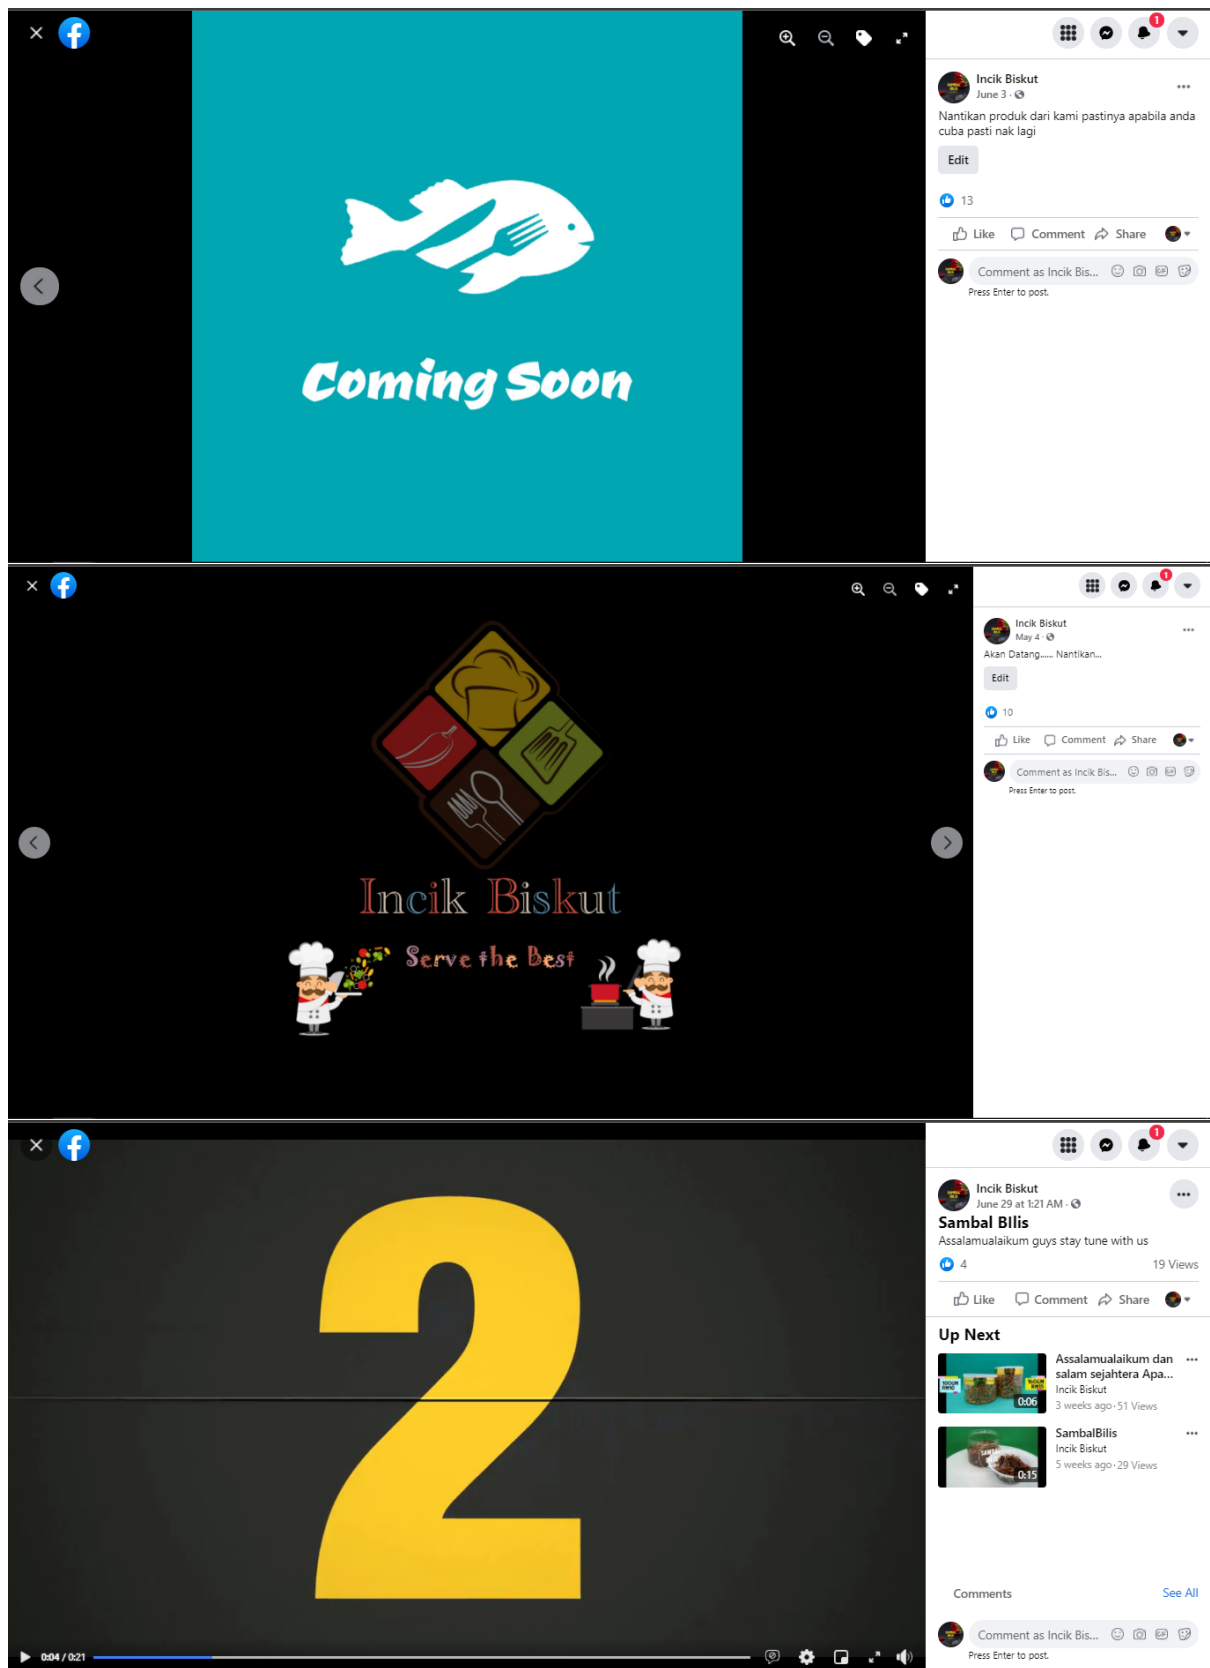 1
Incik Biskut
June 3 ·
Nantikan produk dari kami pastinya apabila anda
cuba pasti nak lagi
Edit
13
Like Comment Share
Comment as Incik Bis...
Press Enter to post.
Coming Soon
1
Incik Biskut
May 4 ·
Akan Datang...... Nantikan...
Edit
10
Like Comment Share
Comment as Incik Bis...
Press Enter to post.
Incik Biskut
Serve the Best
1
Incik Biskut
June 29 at 1:21 AM ·
Sambal BIlis
Assalamualaikum guys stay tune with us
4 19 Views
Like Comment Share
Up Next
Assalamualaikum dan
salam sejahtera Apa...
Incik Biskut
3 weeks ago · 51 Views
0:06
SambalBilis
Incik Biskut
5 weeks ago · 29 Views
0:15
2
Comments See All
Comment as Incik Bis...
Press Enter to post.
0:04 / 0:21